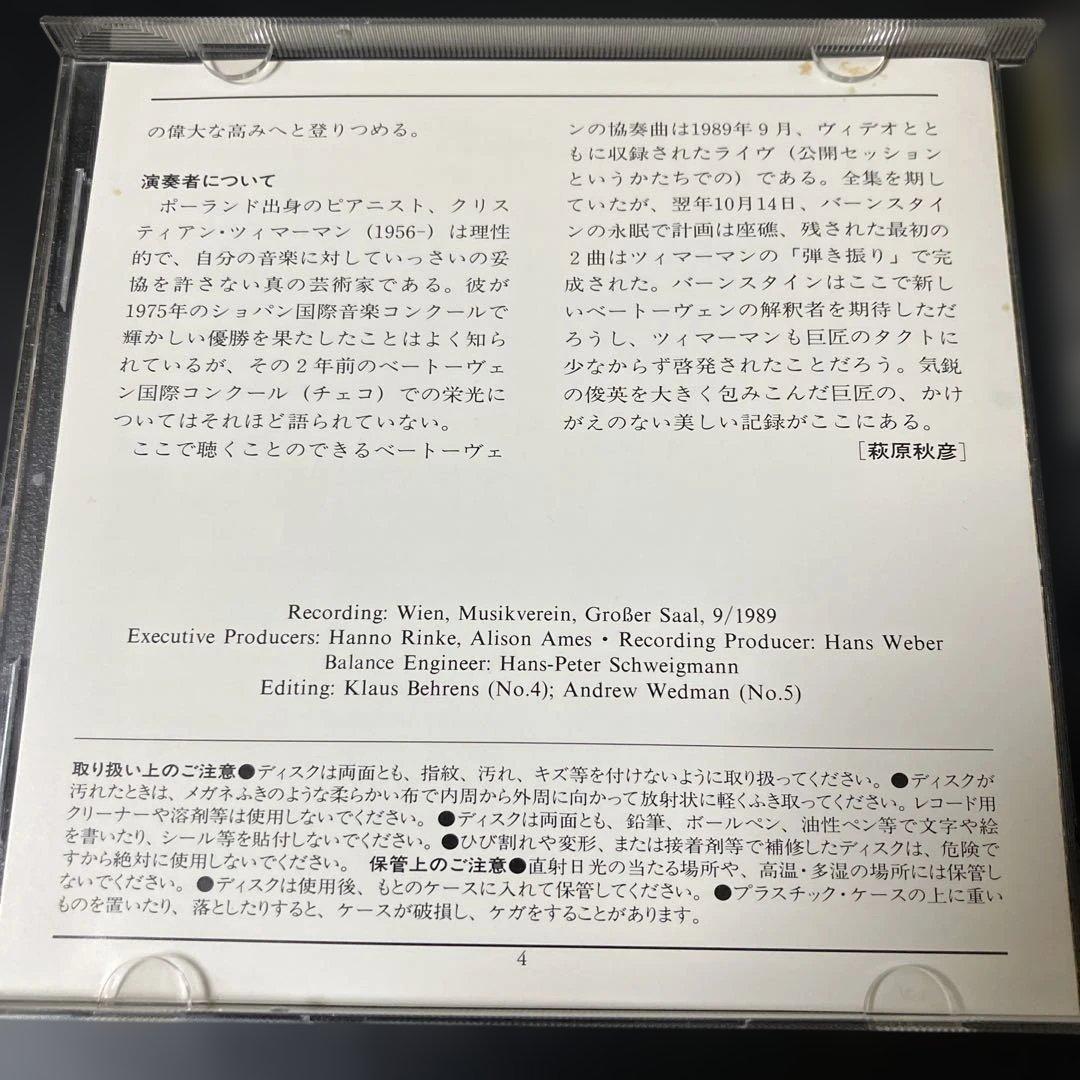 の偉大な高みへと登りつめる。
演奏者について
ポーランド出身のピアニスト、クリス
ティアン・ツィマーマン（1956–）は理性
的で、自分の音楽に対していっさいの妥
協を許さない真の芸術家である。彼が
1975年のショパン国際音楽コンクールで
輝かしい優勝を果たしたことはよく知ら
れているが、その２年前のベートーヴェ
ン国際コンクール（チェコ）での栄光に
ついてはそれほど語られていない。
ここで聴くことのできるベートーヴェ
ンの協奏曲は1989年９月、ヴィデオとと
もに収録されたライヴ（公開セッション
というかたちでの）である。全集を期し
ていたが、翌年10月14日、バーンスタイ
ンの永眠で計画は座礁、残された最初の
２曲はツィマーマンの「弾き振り」で完
成された。バーンスタインはここで新し
いベートーヴェンの解釈者を期待しただ
ろうし、ツィマーマンも巨匠のタクトに
少なからず啓発されたことだろう。気鋭
の俊英を大きく包みこんだ巨匠の、かけ
がえのない美しい記録がここにある。
［萩原秋彦］
Recording: Wien, Musikverein, Großer Saal, 9/1989
Executive Producers: Hanno Rinke, Alison Ames • Recording Producer: Hans Weber
Balance Engineer: Hans-Peter Schweigmann
Editing: Klaus Behrens (No.4); Andrew Wedman (No.5)
取り扱い上のご注意●ディスクは両面とも、指紋、汚れ、キズ等を付けないように取り扱ってください。●ディスクが
汚れたときは、メガネふきのような柔らかい布で内周から外周に向かって放射状に軽くふき取ってください。レコード用
クリーナーや溶剤等は使用しないでください。●ディスクは両面とも、鉛筆、ボールペン、油性ペン等で文字や絵
を書いたり、シール等を貼付しないでください。●ひび割れや変形、または接着剤等で補修したディスクは、危険で
すから絶対に使用しないでください。 保管上のご注意●直射日光の当たる場所や、高温・多湿の場所には保管し
ないでください。●ディスクは使用後、もとのケースに入れて保管してください。●プラスチック・ケースの上に重い
ものを置いたり、落としたりすると、ケースが破損し、ケガをすることがあります。
4